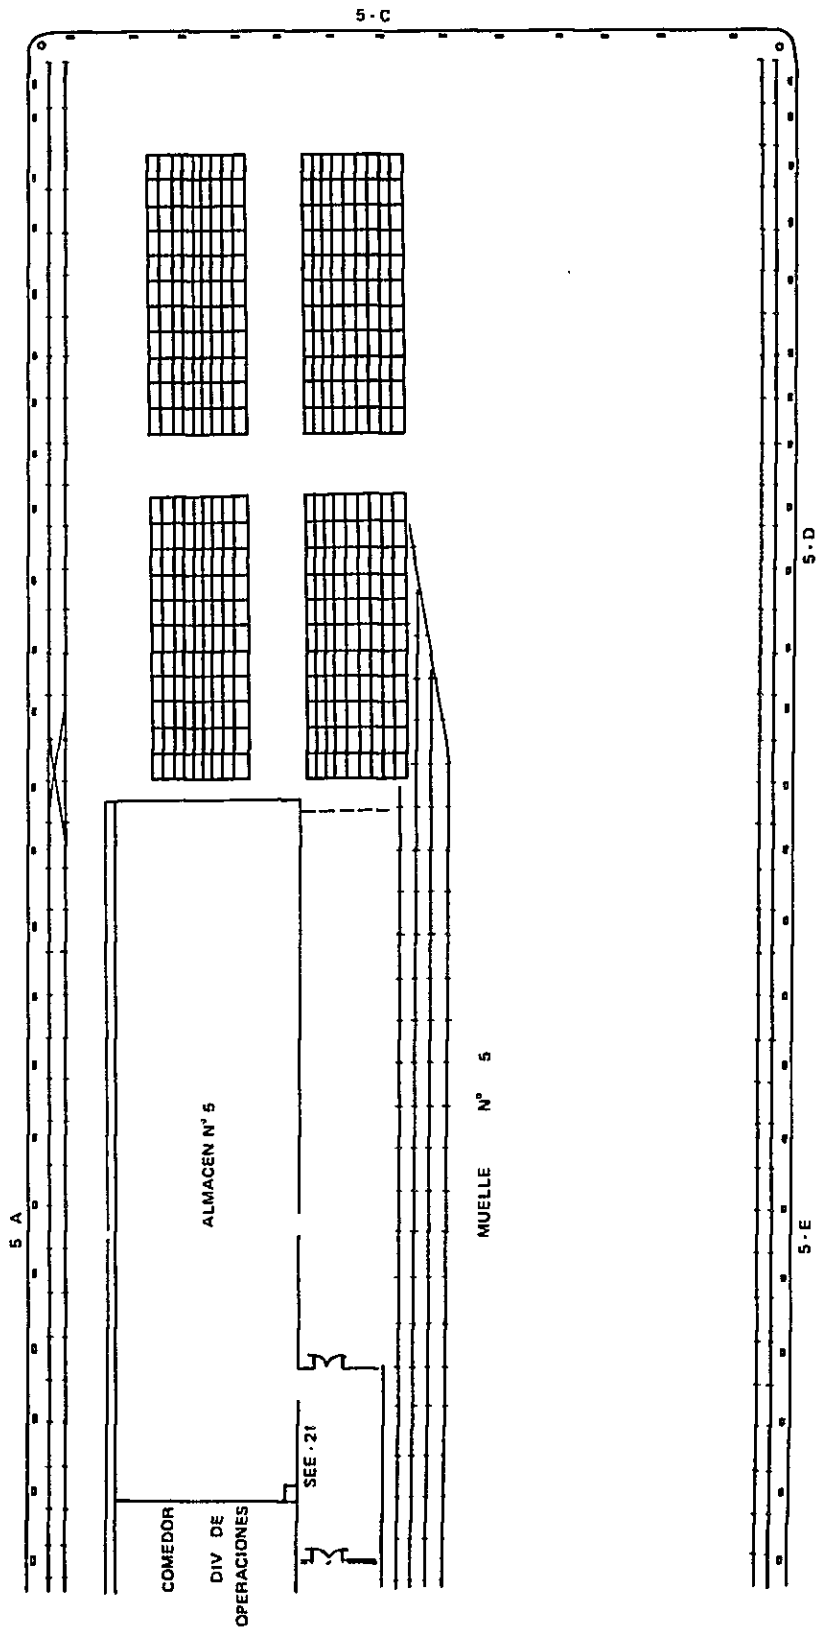 5 - C
5 - D
5 A
ALMACEN N° 5
MUELLE N° 5
5 - E
SEE - 21
COMEDOR
DIV DE
OPERACIONES